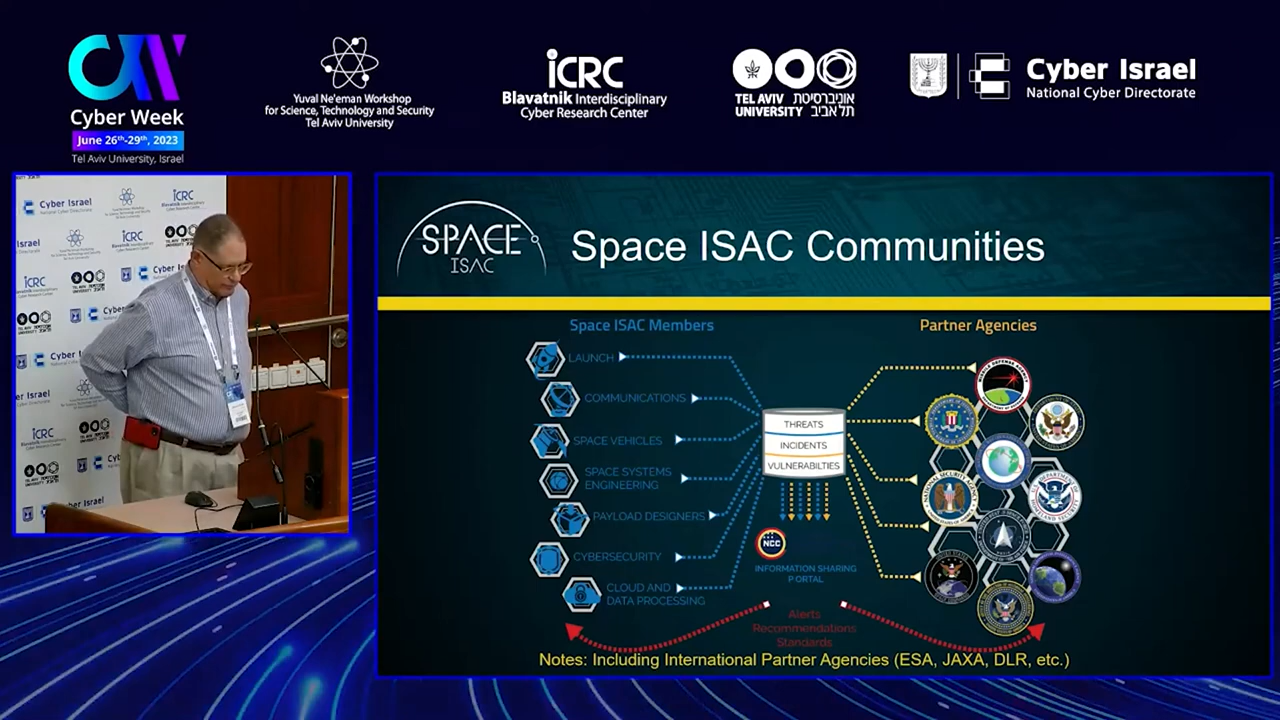 Cyber Week
June 26th-29th, 2023
Tel Aviv University, Israel
Yuval Ne'eman Workshop
for Science, Technology and Security
Tel Aviv University
iCRC
Blavatnik Interdisciplinary
Cyber Research Center
TEL AVIV אוניברסיטת
UNIVERSITY תל אביב
Cyber Israel
National Cyber Directorate
Cyber Israel
iCRC
SPACE
ISAC
Space ISAC Communities
Space ISAC Members
Partner Agencies
LAUNCH
COMMUNICATIONS
SPACE VEHICLES
SPACE SYSTEMS
ENGINEERING
PAYLOAD DESIGNERS
CYBERSECURITY
CLOUD AND
DATA PROCESSING
THREATS
INCIDENTS
VULNERABILTIES
NCC
INFORMATION SHARING
PORTAL
Alerts
Recommendations
Standards
Notes: Including International Partner Agencies (ESA, JAXA, DLR, etc.)